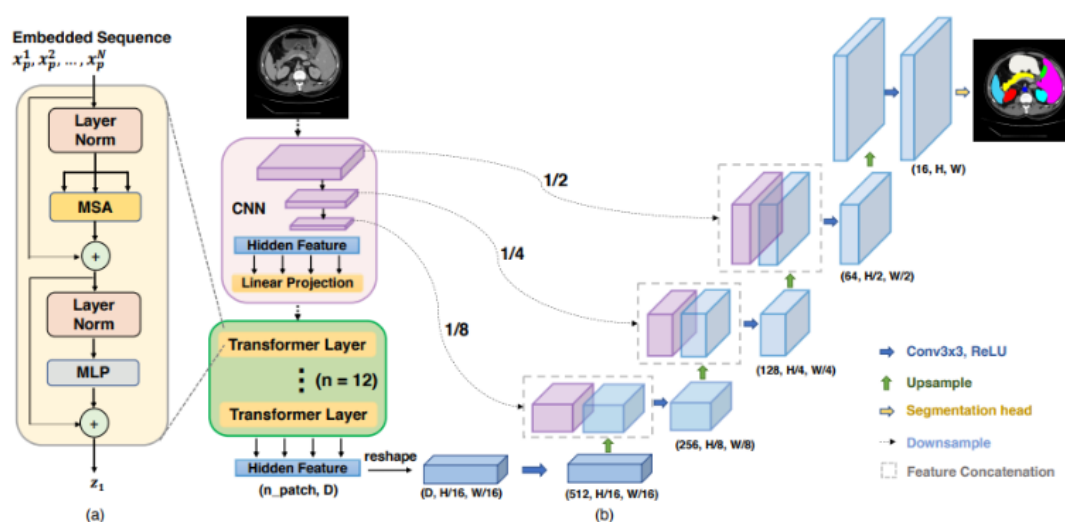 Embedded Sequence
x_p^1, x_p^2, ..., x_p^N
Layer
Norm
MSA
+
Layer
Norm
MLP
+
z_1
(a)
CNN
Hidden Feature
Linear Projection
Transformer Layer
(n = 12)
Transformer Layer
Hidden Feature
(n_patch, D)
reshape
(D, H/16, W/16)
(512, H/16, W/16)
(b)
1/2
1/4
1/8
(256, H/8, W/8)
(128, H/4, W/4)
(64, H/2, W/2)
(16, H, W)
Conv3x3, ReLU
Upsample
Segmentation head
Downsample
Feature Concatenation